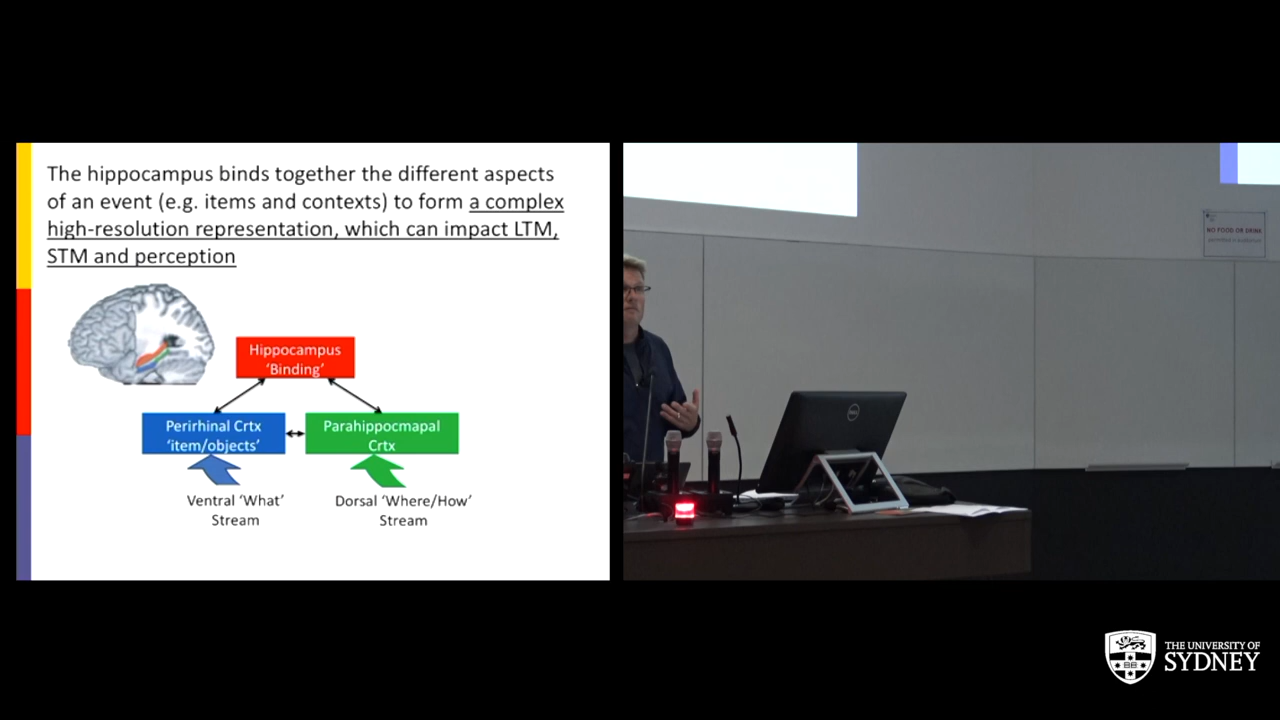 The hippocampus binds together the different aspects
of an event (e.g. items and contexts) to form a complex
high-resolution representation, which can impact LTM,
STM and perception
Hippocampus
'Binding'
Perirhinal Crtx
'item/objects'
Parahippocmapal
Crtx
Ventral 'What'
Stream
Dorsal 'Where/How'
Stream
NO FOOD OR DRINK
DELL
THE UNIVERSITY OF
SYDNEY